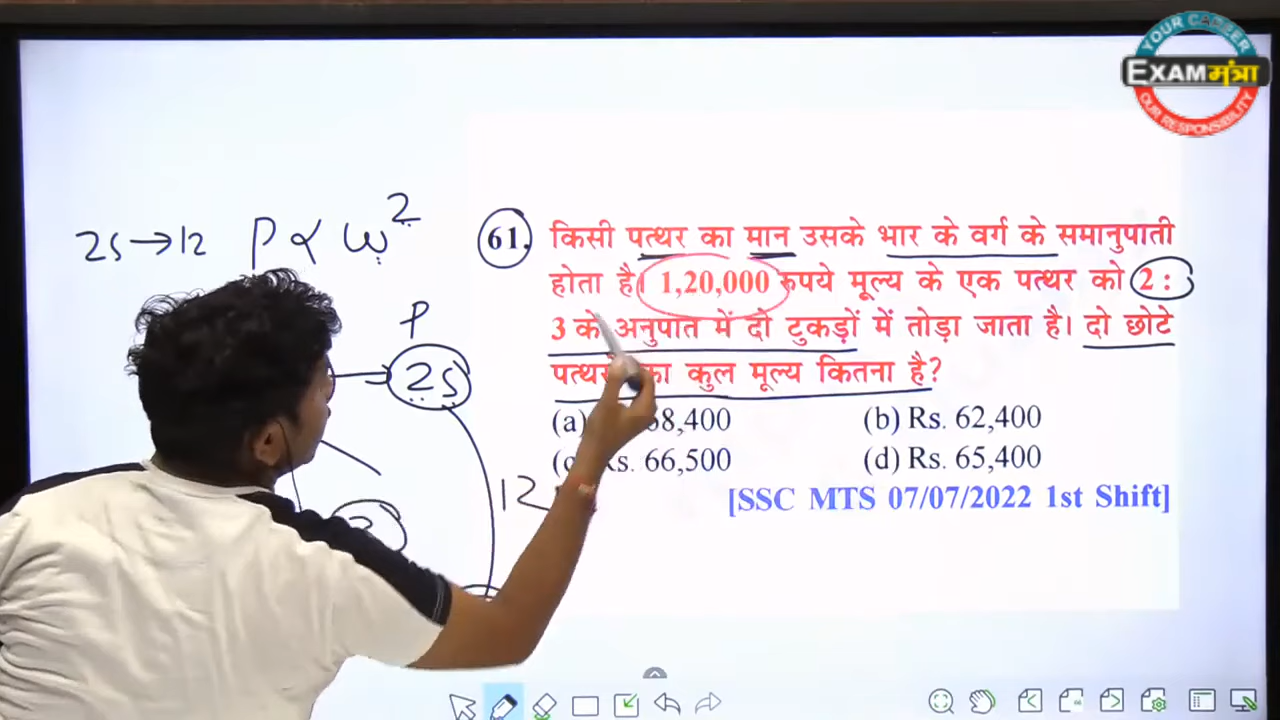 YOUR CAREER
EXAMमंत्रा
OUR RESPONSIBILITY
25→12 P ∝ W²
P
25
12
61. किसी पत्थर का मान उसके भार के वर्ग के समानुपाती
होता है। 1,20,000 रुपये मूल्य के एक पत्थर को 2 :
3 के अनुपात में दो टुकड़ों में तोड़ा जाता है। दो छोटे
का कुल मूल्य कितना है?
(a) 8,400 (b) Rs. 62,400
Rs. 66,500 (d) Rs. 65,400
[SSC MTS 07/07/2022 1st Shift]